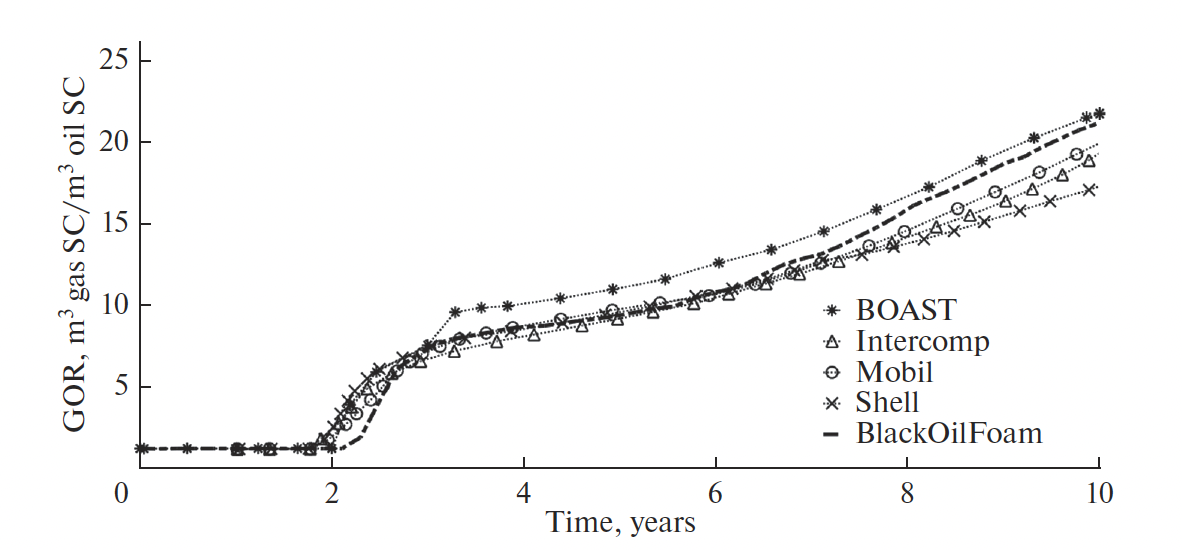 GOR, m³ gas SC/m³ oil SC
25
20
15
10
5
0
2
4
6
8
10
Time, years
BOAST
Intercomp
Mobil
Shell
BlackOilFoam